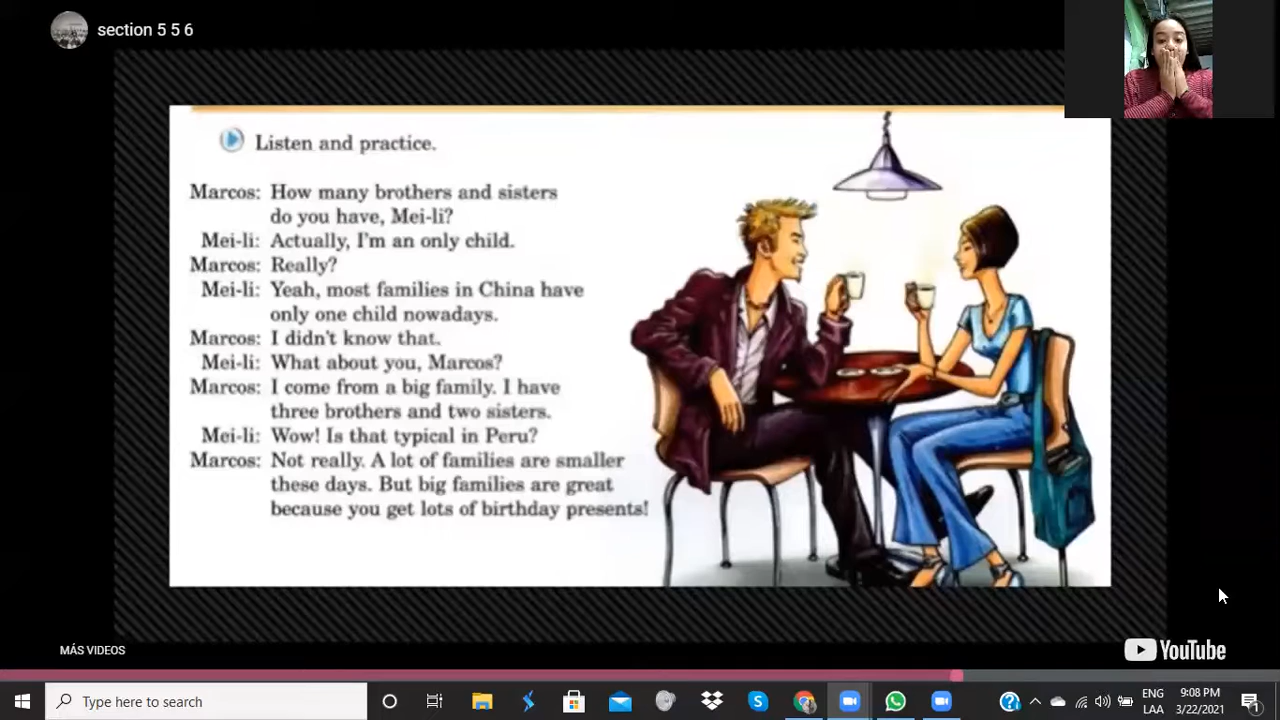 section 5 5 6
Listen and practice.
Marcos: How many brothers and sisters
do you have, Mei-li?
Mei-li: Actually, I'm an only child.
Marcos: Really?
Mei-li: Yeah, most families in China have
only one child nowadays.
Marcos: I didn't know that.
Mei-li: What about you, Marcos?
Marcos: I come from a big family. I have
three brothers and two sisters.
Mei-li: Wow! Is that typical in Peru?
Marcos: Not really. A lot of families are smaller
these days. But big families are great
because you get lots of birthday presents!
MÁS VIDEOS
YouTube
Type here to search
ENG
LAA
9:08 PM
3/22/2021
1